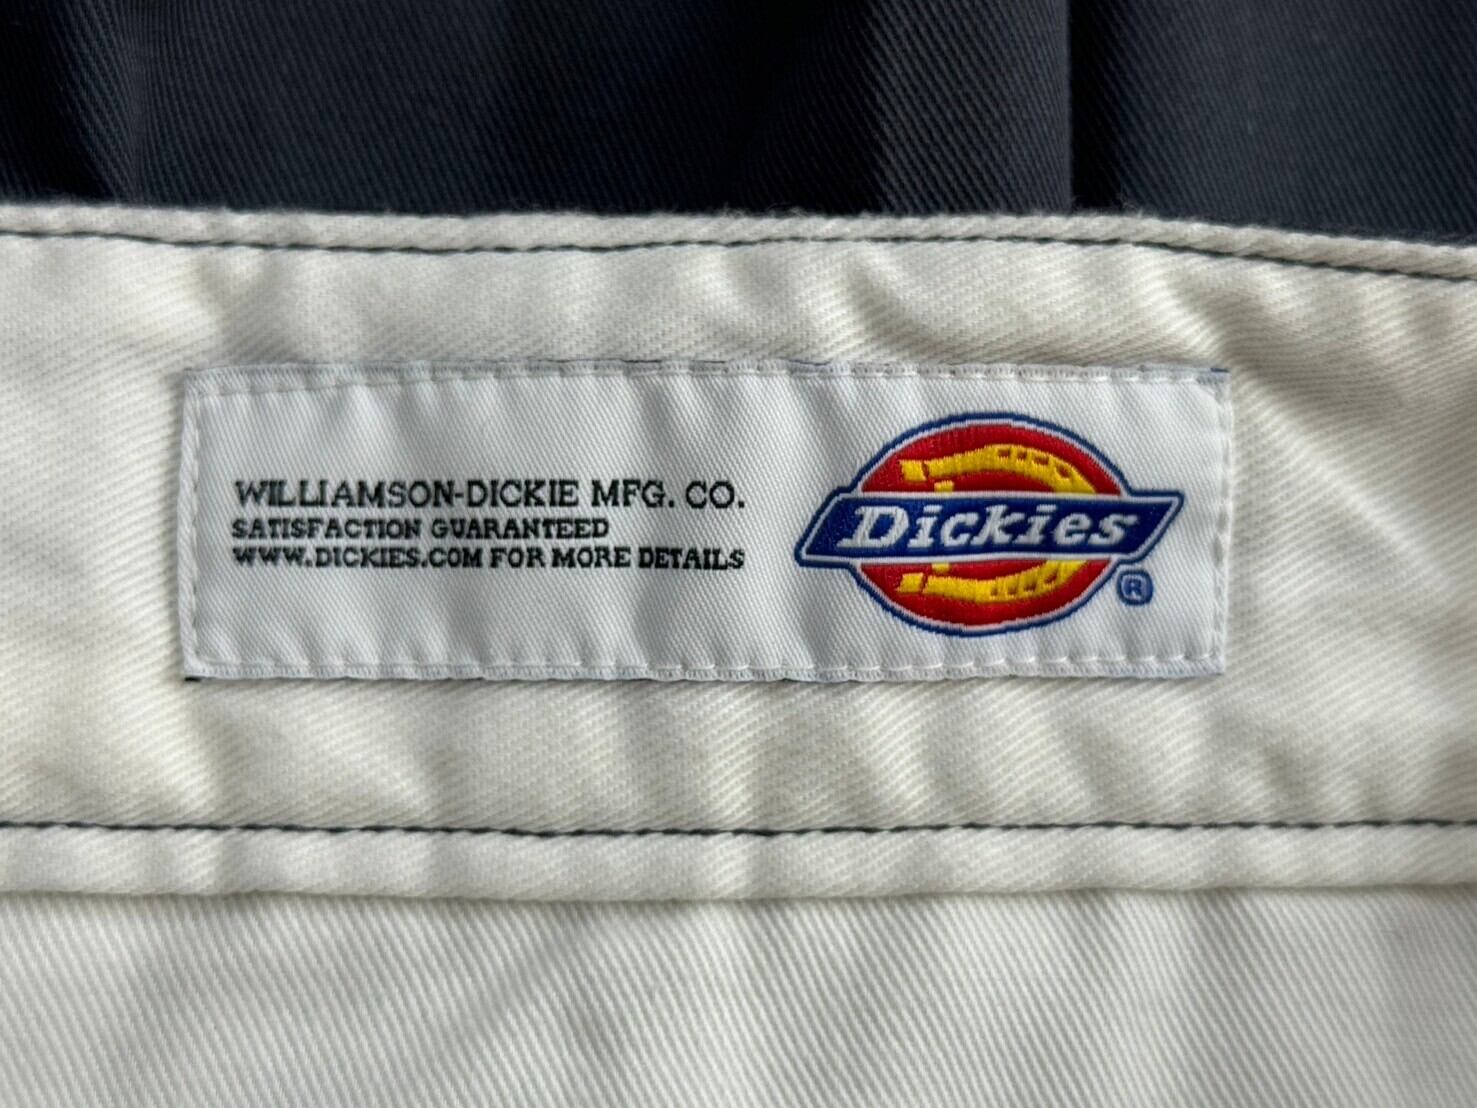 WILLIAMSON-DICKIE MFG. CO.
SATISFACTION GUARANTEED
WWW.DICKIES.COM FOR MORE DETAILS
Dickies
®